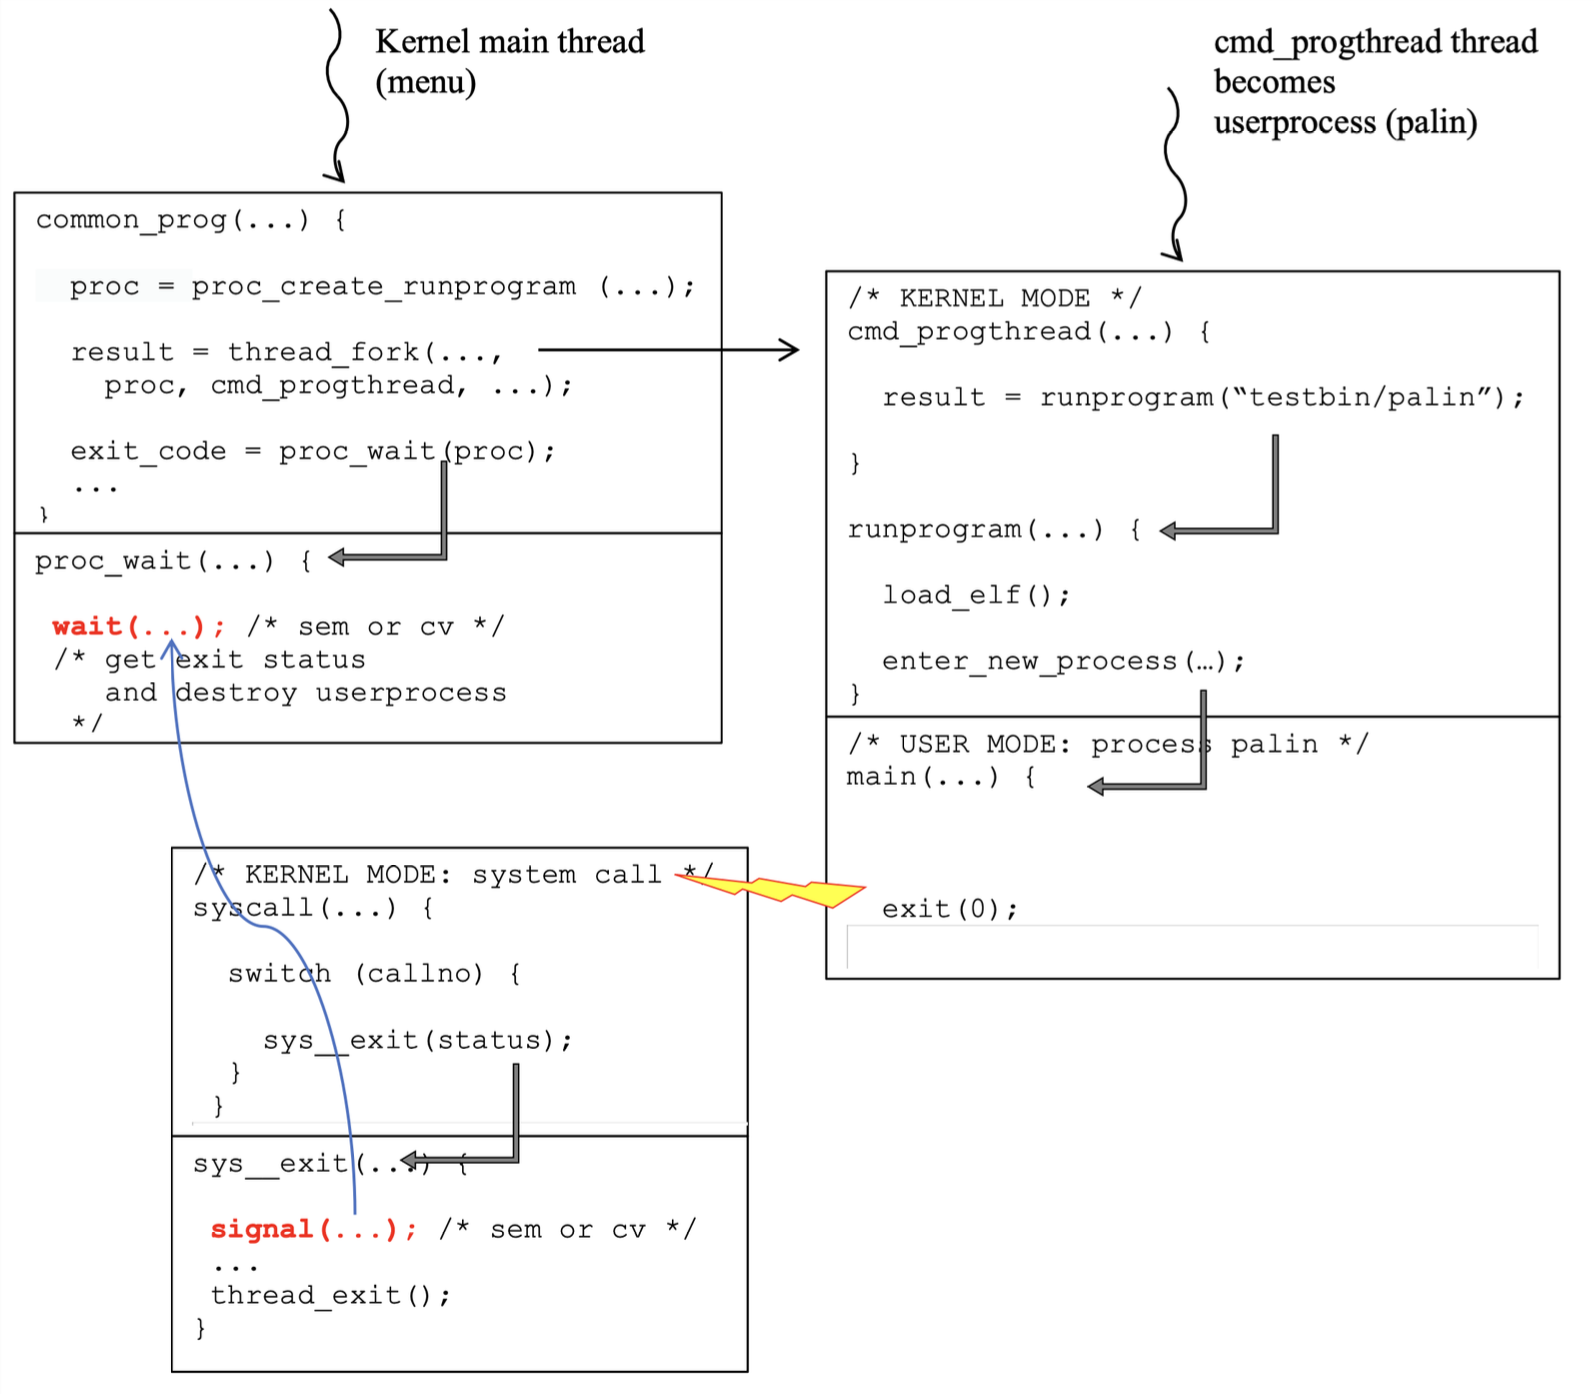 Kernel main thread
(menu)
cmd_progthread thread
becomes
userprocess (palin)
common_prog(...) {
proc = proc_create_runprogram (...);
result = thread_fork(...,
proc, cmd_progthread, ...);
exit_code = proc_wait(proc);
...
}
proc_wait(...) {
wait(...); /* sem or cv */
/* get exit status
and destroy userprocess
*/
/* KERNEL MODE */
cmd_progthread(...) {
result = runprogram(“testbin/palin”);
}
runprogram(...) {
load_elf();
enter_new_process(…);
}
/* USER MODE: process palin */
main(...) {
exit(0);
/* KERNEL MODE: system call */
syscall(...) {
switch (callno) {
sys__exit(status);
}
}
sys__exit(...) {
signal(...); /* sem or cv */
...
thread_exit();
}